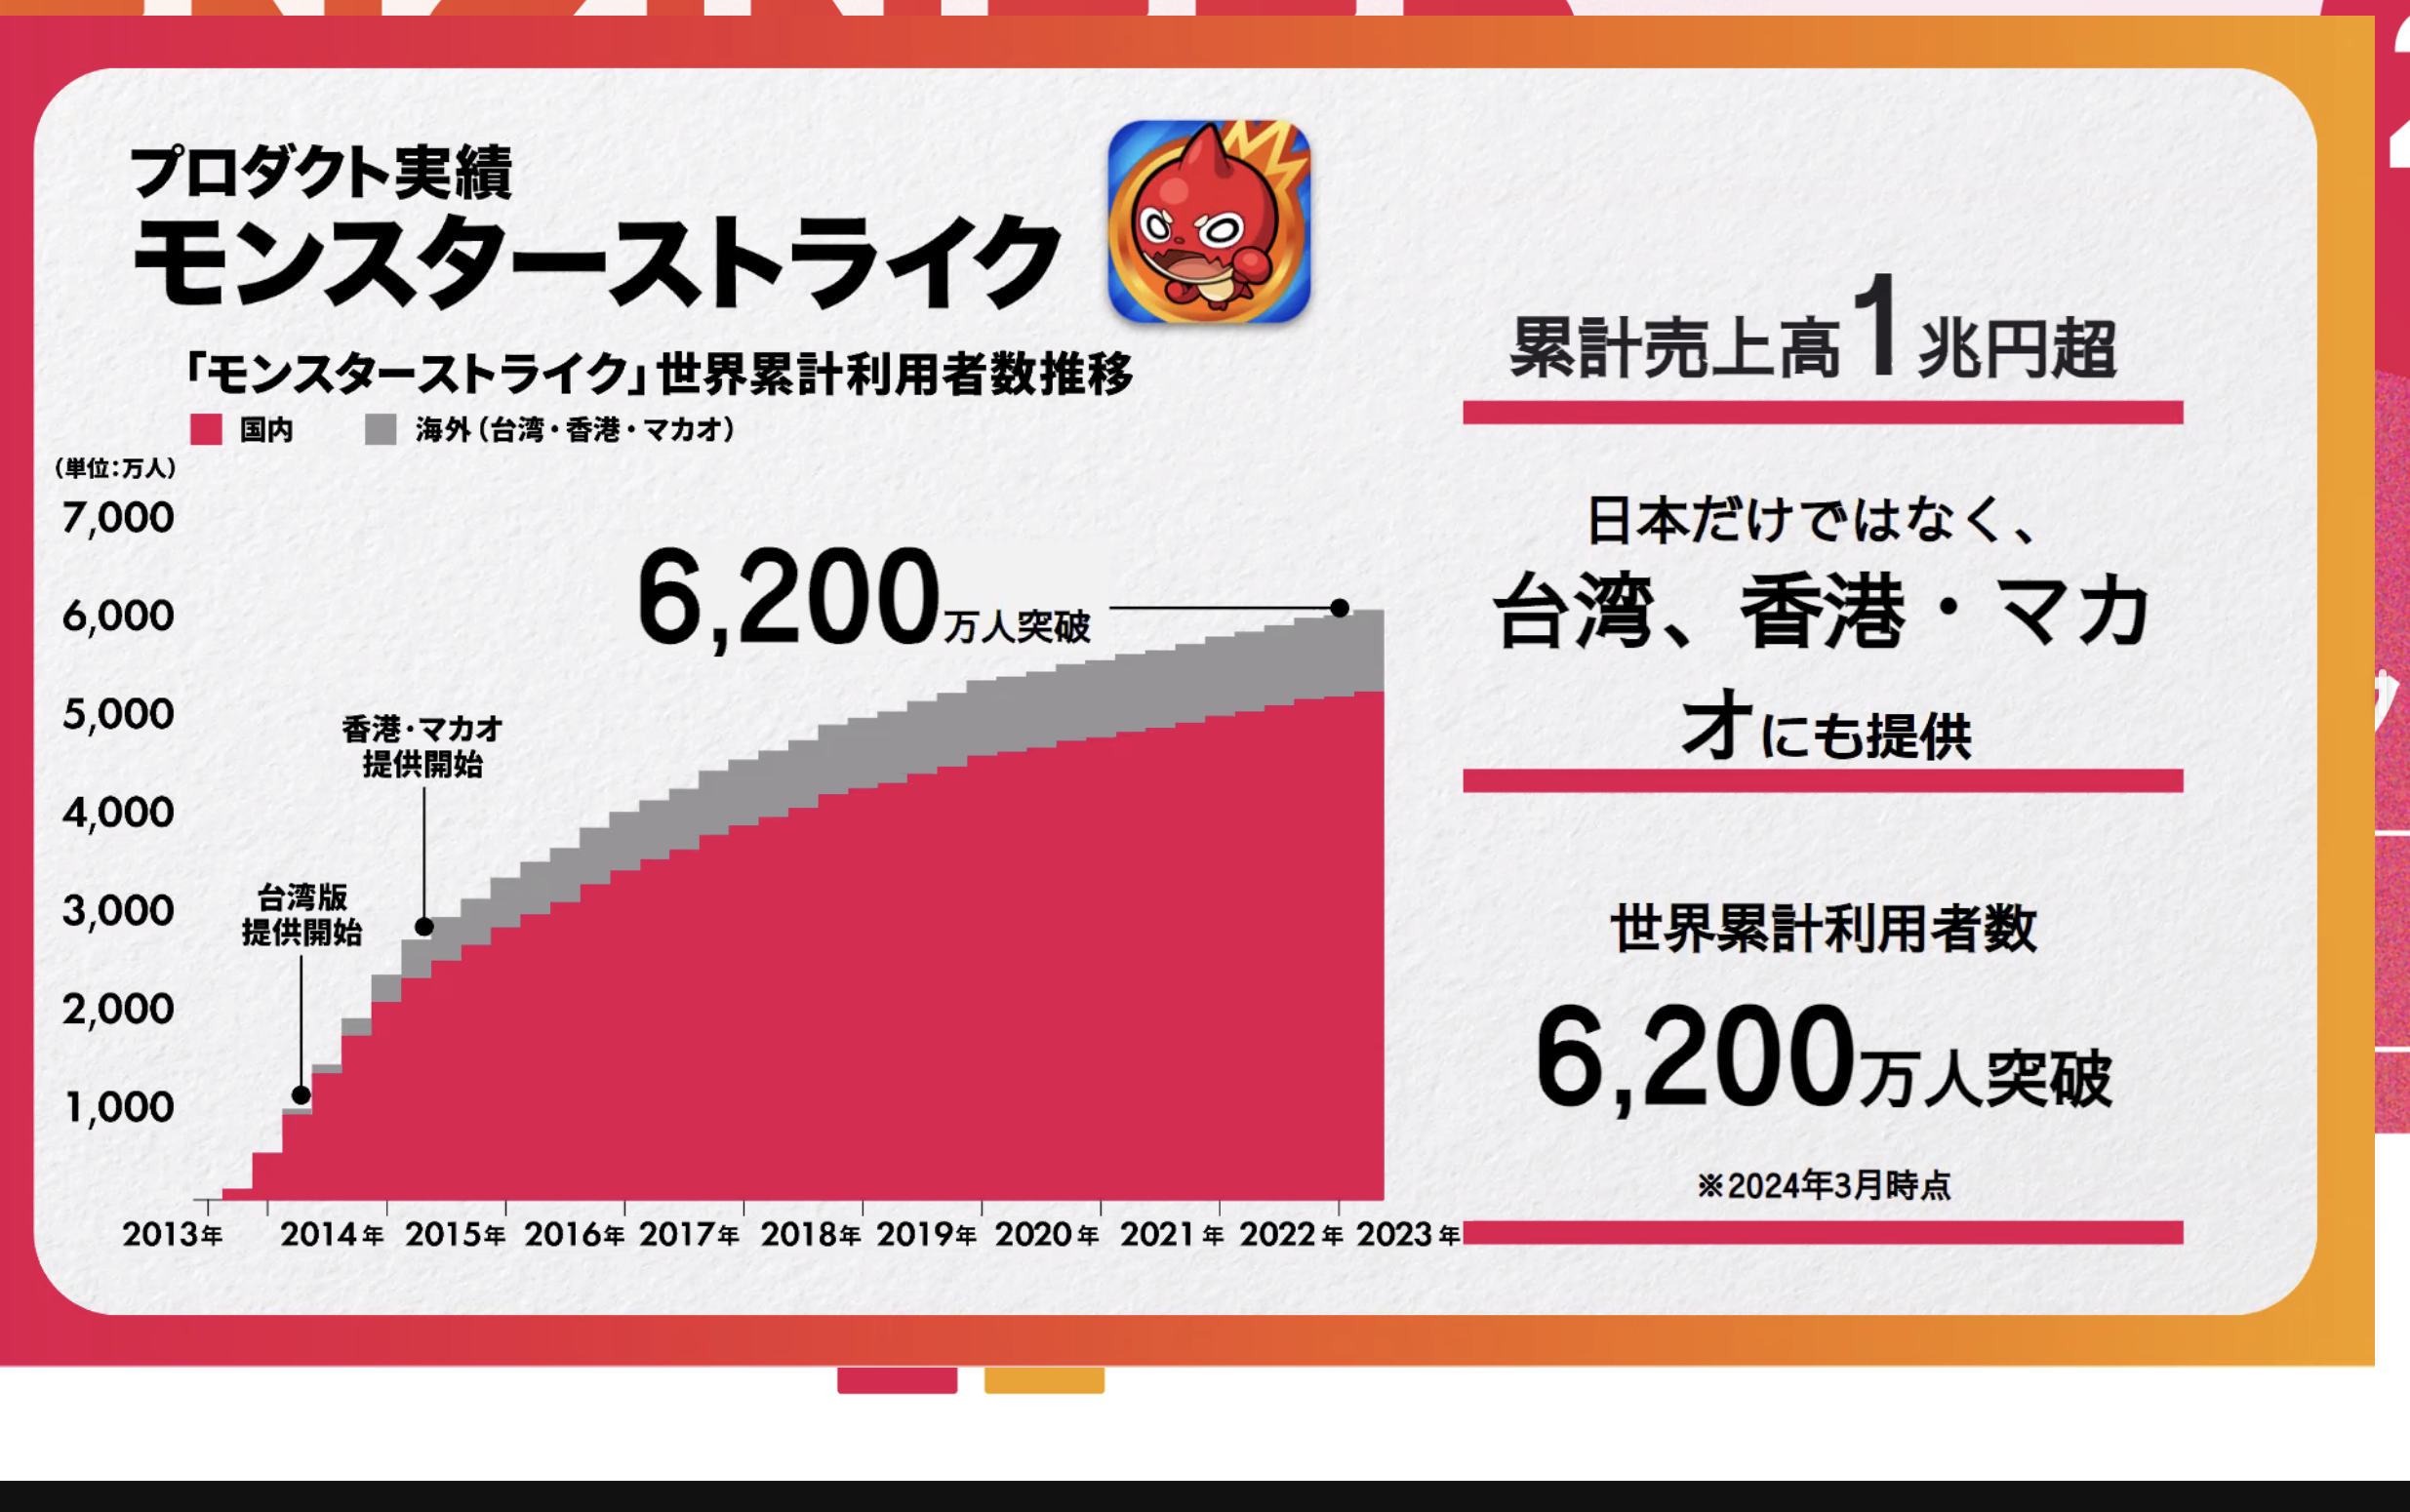 プロダクト実績
モンスターストライク
「モンスターストライク」世界累計利用者数推移
国内 海外（台湾・香港・マカオ）
（単位：万人）
7,000
6,000
5,000
4,000
3,000
2,000
1,000
6,200万人突破
香港・マカオ
提供開始
台湾版
提供開始
2013年 2014年 2015年 2016年 2017年 2018年 2019年 2020年 2021年 2022年 2023年
累計売上高1兆円超
日本だけではなく、
台湾、香港・マカ
オにも提供
世界累計利用者数
6,200万人突破
※2024年3月時点